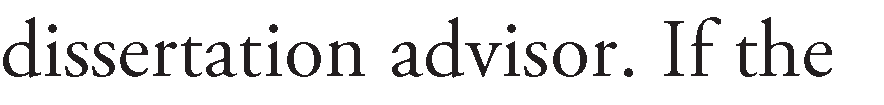 dissertation advisor. If the